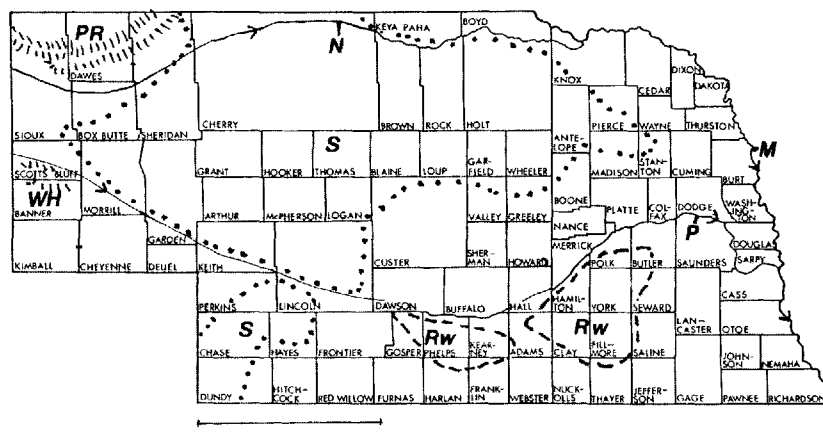 KEYA PAHA
BOYD
PR
N
DAWES
KNOX
CEDAR
DIXON
DAKOTA
SIOUX
BOX BUTTE
SHERIDAN
CHERRY
BROWN
ROCK
HOLT
ANTE-
LOPE
PIERCE
WAYNE
THURSTON
M
SCOTTS BLUFF
GRANT
HOOKER
S
THOMAS
BLAINE
LOUP
GAR-
FIELD
WHEELER
MADISON
STAN-
TON
CUMING
BURT
WH
BANNER
MORRILL
GARDEN
ARTHUR
McPHERSON
LOGAN
VALLEY
GREELEY
BOONE
PLATTE
COL-
FAX
DODGE
WASH-
ING-
TON
NANCE
MERRICK
P
KIMBALL
CHEYENNE
DEUEL
KEITH
CUSTER
SHER-
MAN
HOWARD
POLK
BUTLER
SAUNDERS
DOUGLAS
SARPY
PERKINS
LINCOLN
DAWSON
BUFFALO
HALL
HAMIL-
TON
YORK
SEWARD
CASS
LAN-
CASTER
OTOE
S
CHASE
HAYES
FRONTIER
GOSPER
Rw
PHELPS
KEAR-
NEY
ADAMS
Rw
CLAY
FILL-
MORE
SALINE
JOHN-
SON
NEMAHA
DUNDY
HITCH-
COCK
RED WILLOW
FURNAS
HARLAN
FRANK-
LIN
WEBSTER
NUCK-
OLLS
THAYER
JEFFER-
SON
GAGE
PAWNEE
RICHARDSON